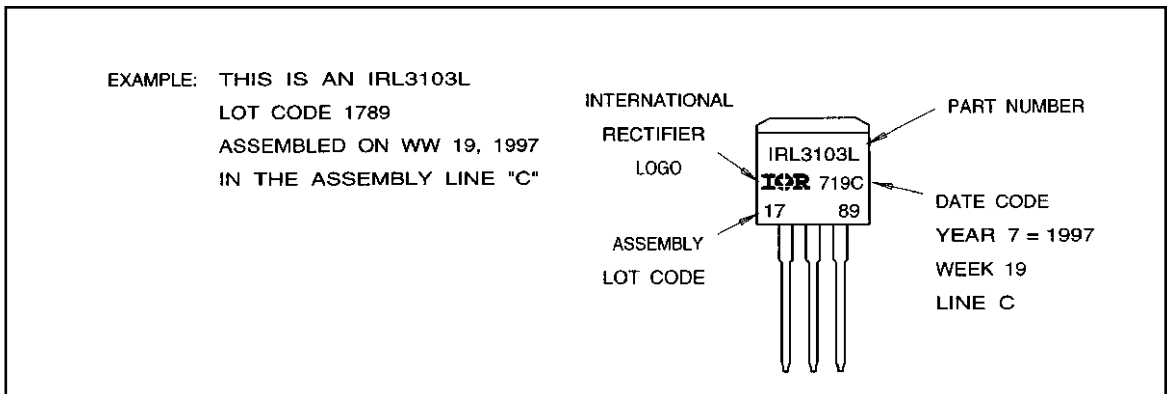 EXAMPLE: THIS IS AN IRL3103L
LOT CODE 1789
ASSEMBLED ON WW 19, 1997
IN THE ASSEMBLY LINE "C"
INTERNATIONAL
RECTIFIER
LOGO
ASSEMBLY
LOT CODE
IRL3103L
IOR 719C
17 89
PART NUMBER
DATE CODE
YEAR 7 = 1997
WEEK 19
LINE C